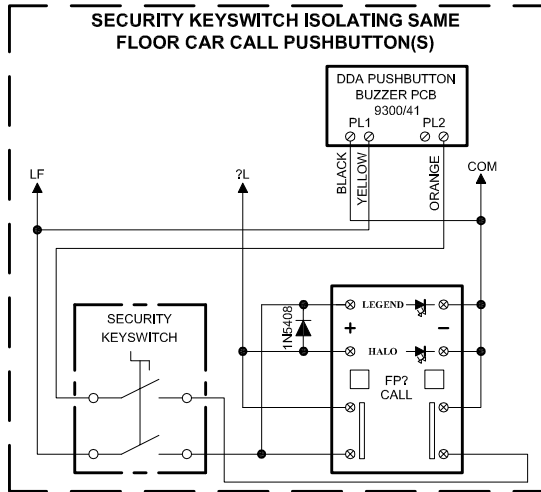 SECURITY KEYSWITCH ISOLATING SAME
FLOOR CAR CALL PUSHBUTTON(S)
DDA PUSHBUTTON
BUZZER PCB
9300/41
PL1 PL2
BLACK
YELLOW
ORANGE
LF
?L
COM
SECURITY
KEYSWITCH
1N5408
LEGEND
+ −
HALO
FP?
CALL